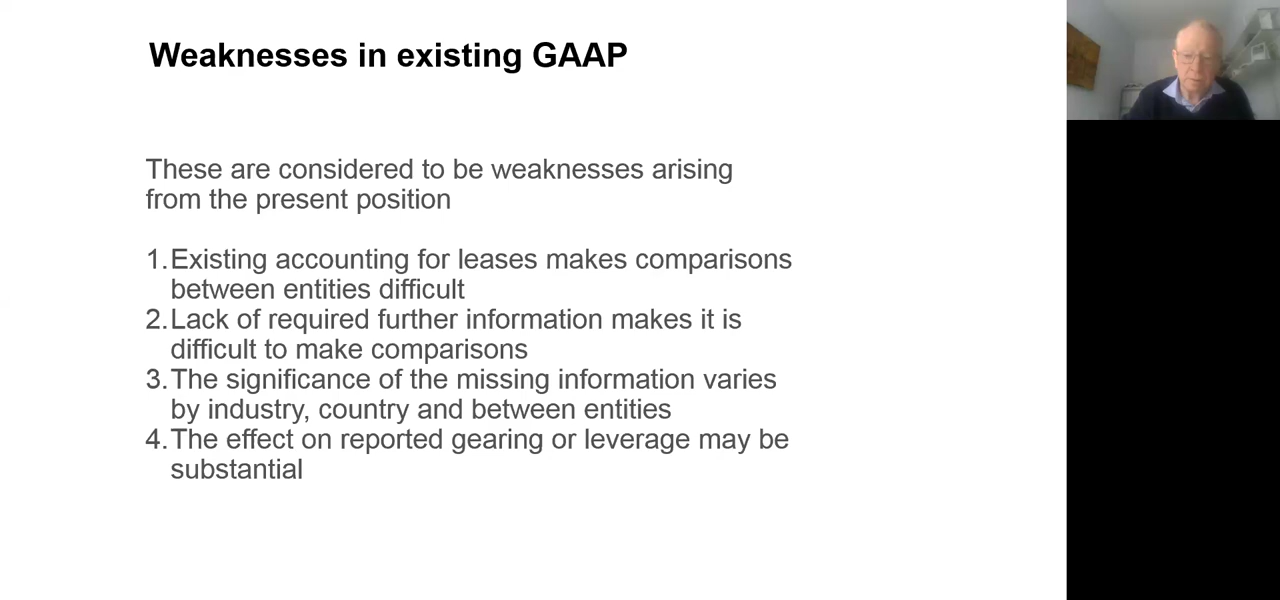 Weaknesses in existing GAAP
These are considered to be weaknesses arising
from the present position
1. Existing accounting for leases makes comparisons
between entities difficult
2. Lack of required further information makes it is
difficult to make comparisons
3. The significance of the missing information varies
by industry, country and between entities
4. The effect on reported gearing or leverage may be
substantial